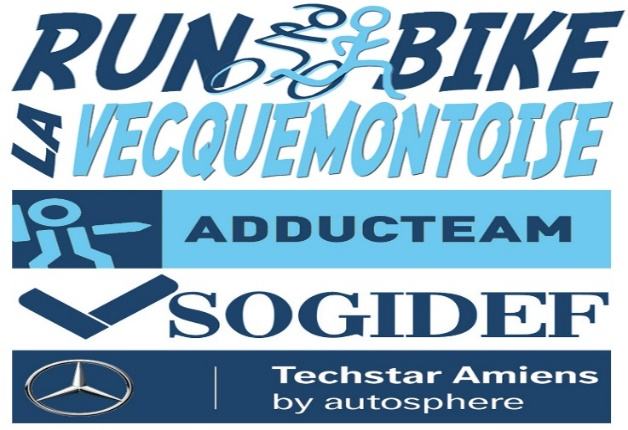 RUN BIKE
LA VECQUEMONTOISE
ADDUCTEAM
SOGIDEF
Techstar Amiens
by autosphere